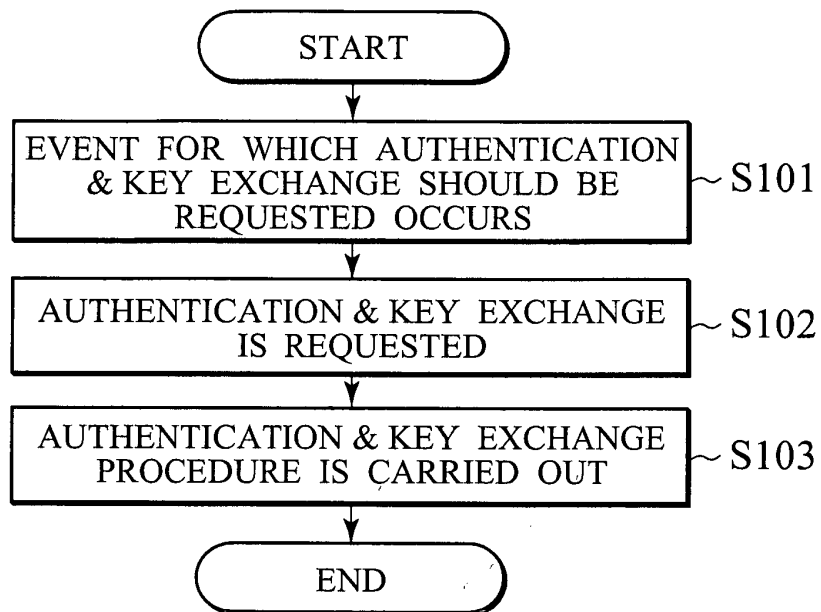 START
EVENT FOR WHICH AUTHENTICATION
& KEY EXCHANGE SHOULD BE
REQUESTED OCCURS
~ S101
AUTHENTICATION & KEY EXCHANGE
IS REQUESTED
~ S102
AUTHENTICATION & KEY EXCHANGE
PROCEDURE IS CARRIED OUT
~ S103
END